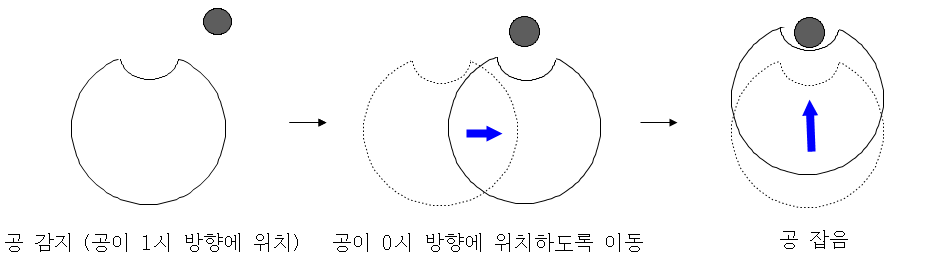 공 감지 (공이 1시 방향에 위치)
공이 0시 방향에 위치하도록 이동
공 잡음